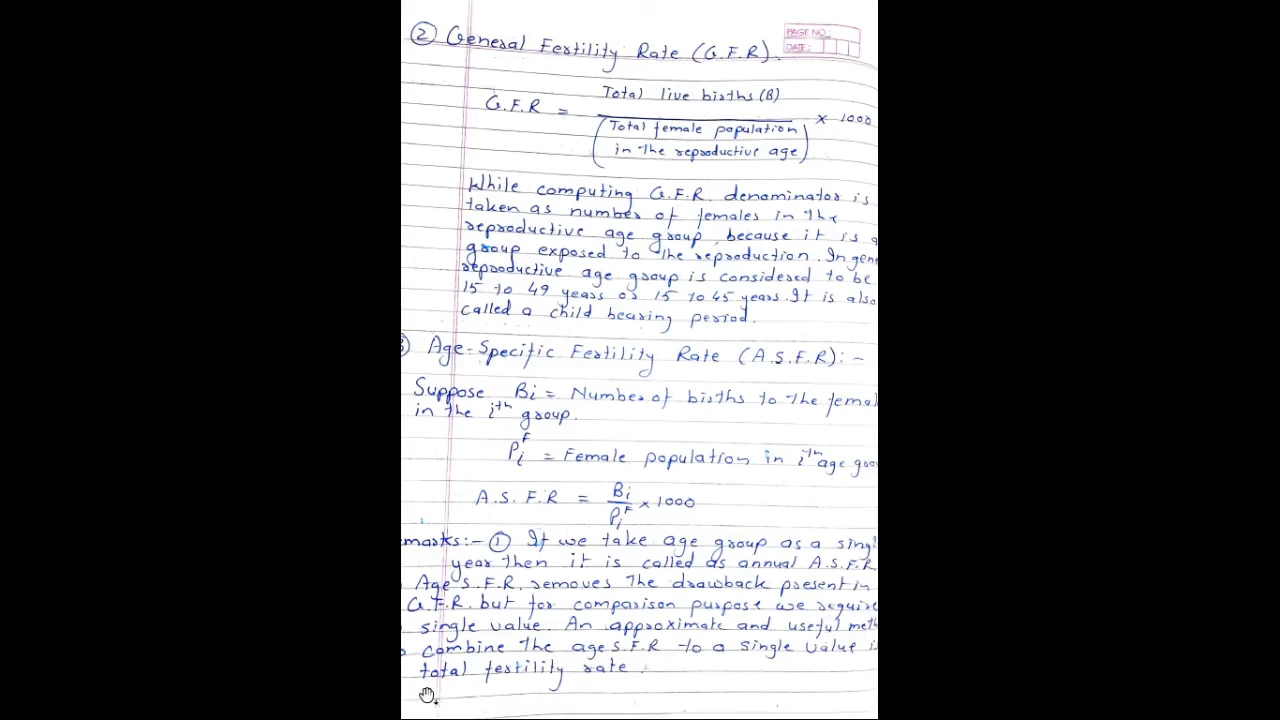 PAGE NO.
DATE:
② General Fertility Rate (G.F.R).
Total live births (B)
G.F.R = × 1000
(Total female population
in the reproductive age)
While computing G.F.R. denominator is
taken as number of females in the
reproductive age group, because it is a
group exposed to the reproduction. In gene
reproductive age group is considered to be
15 to 49 years or 15 to 45 years. It is also
called a child bearing period.
3) Age-Specific Fertility Rate (A.S.F.R):-
Suppose Bi = Number of births to the femal
in the ith group.
PiF = Female population in ith age grou
A.S.F.R = Bi/PiF × 1000
marks:- ① If we take age group as a singl
year then it is called as annual A.S.F.R
Age S.F.R. removes the drawback present in
G.F.R. but for comparison purpose we require
single value. An approximate and useful meth
combine the age S.F.R to a single value i
total fertility rate.